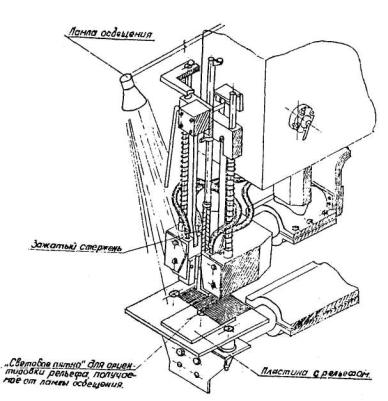 Лампа освещения
Зажатый стержень
„Световое пятно" для ориен-
тировки рельефа, получае-
мое от лампы освещения.
Пластина с рельефом.